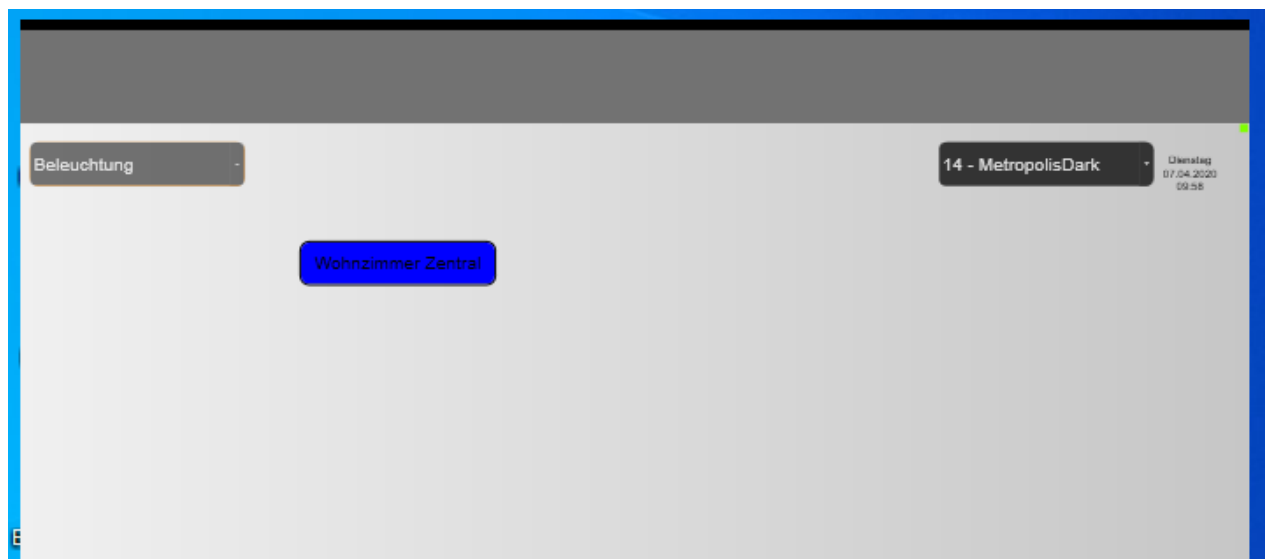 Beleuchtung
14 - MetropolisDark
Dienstag
07.04.2020
09:58
Wohnzimmer Zentral